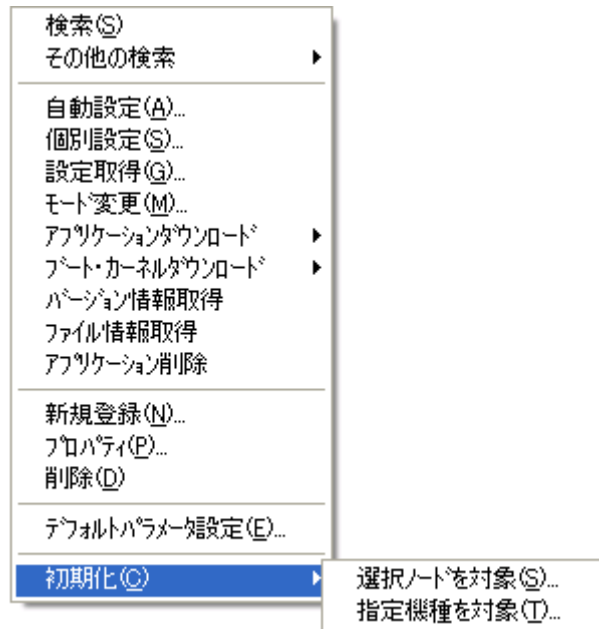 検索(S)
その他の検索
自動設定(A)...
個別設定(S)...
設定取得(G)...
ﾓｰﾄﾞ変更(M)...
ｱﾌﾟﾘｹｰｼｮﾝﾀﾞｳﾝﾛｰﾄﾞ
ﾌﾞｰﾄ・ｶｰﾈﾙﾀﾞｳﾝﾛｰﾄﾞ
ﾊﾞｰｼﾞｮﾝ情報取得
ﾌｧｲﾙ情報取得
ｱﾌﾟﾘｹｰｼｮﾝ削除
新規登録(N)...
ﾌﾟﾛﾊﾟﾃｨ(P)...
削除(D)
ﾃﾞﾌｫﾙﾄﾊﾟﾗﾒｰﾀ設定(E)...
初期化(C)
選択ﾉｰﾄﾞを対象(S)...
指定機種を対象(T)...